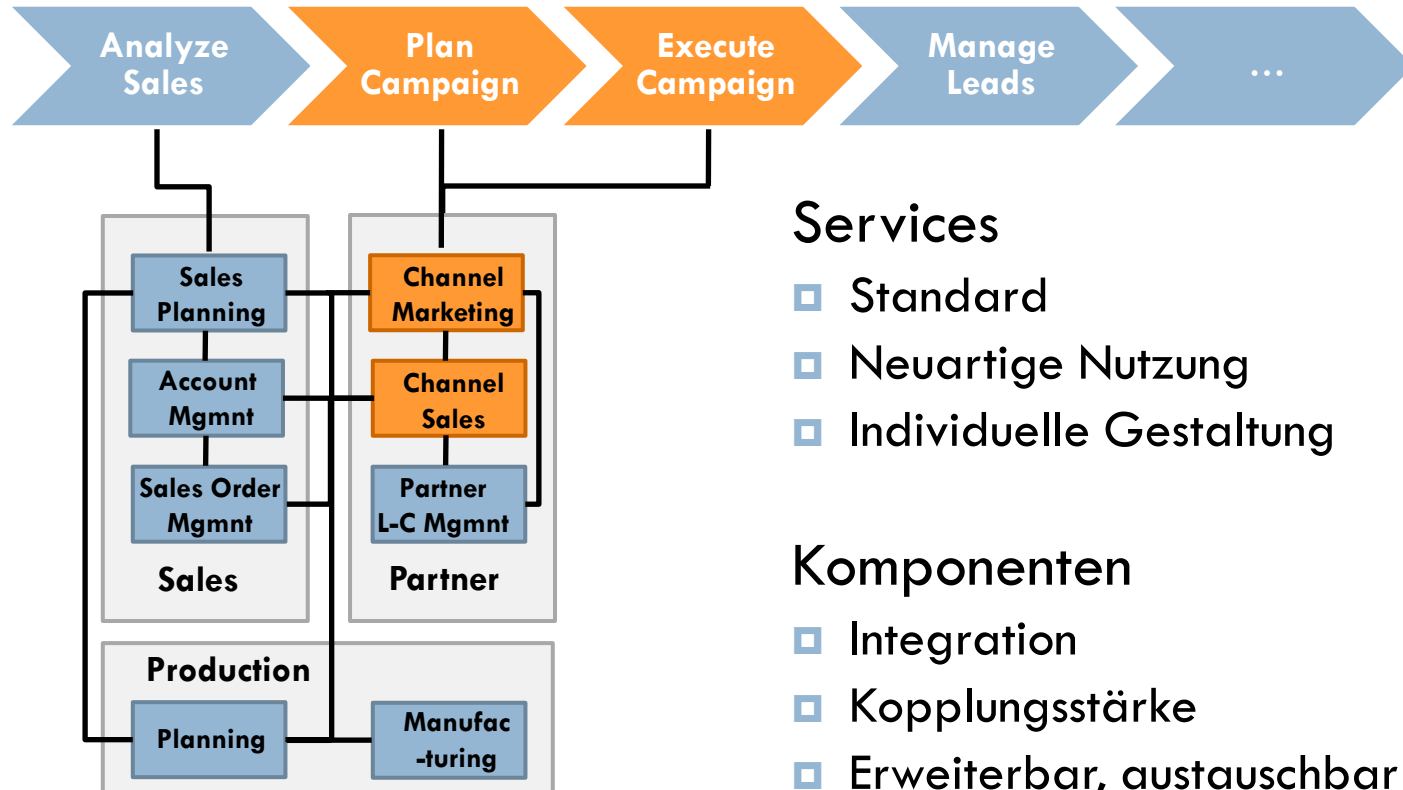 Analyze
Sales
Plan
Campaign
Execute
Campaign
Manage
Leads
...
Sales
Planning
Account
Mgmnt
Sales Order
Mgmnt
Sales
Channel
Marketing
Channel
Sales
Partner
L-C Mgmnt
Partner
Production
Planning
Manufac
-turing
Services
Standard
Neuartige Nutzung
Individuelle Gestaltung
Komponenten
Integration
Kopplungsstärke
Erweiterbar, austauschbar